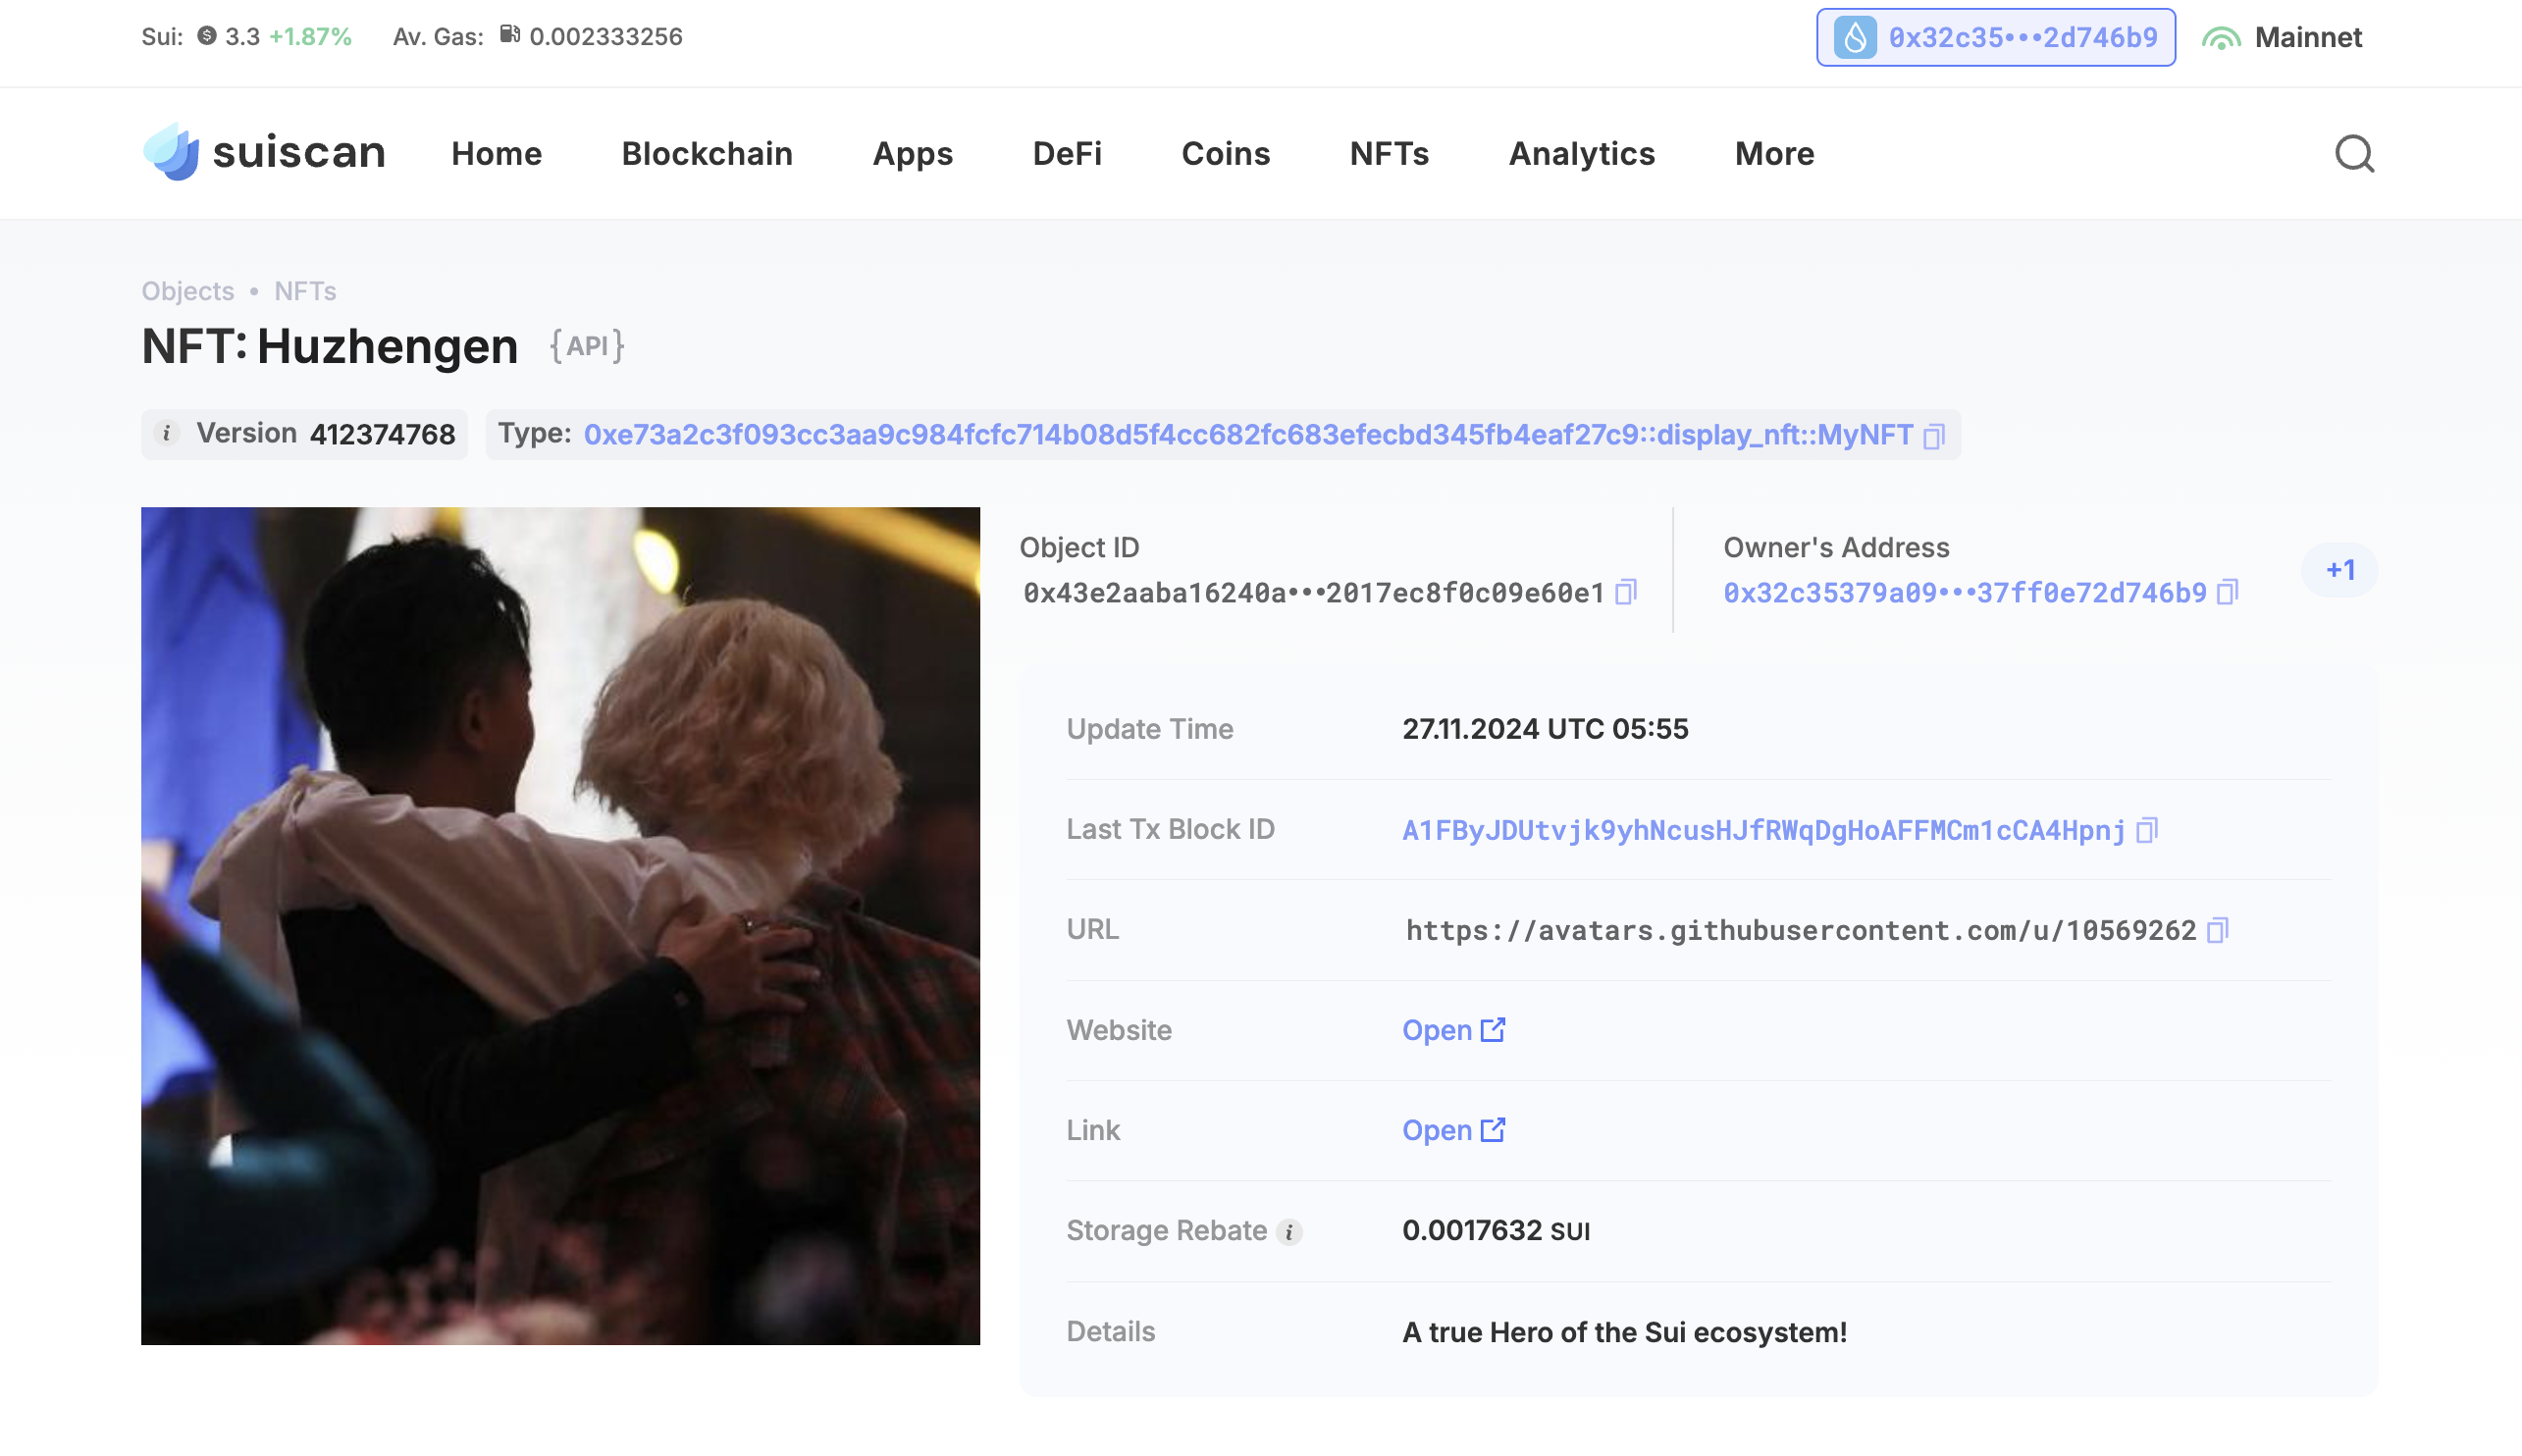 Sui: 3.3 +1.87% Av. Gas: 0.002333256 0x32c35•••2d746b9 Mainnet
suiscan Home Blockchain Apps DeFi Coins NFTs Analytics More
Objects • NFTs
NFT: Huzhengen {API}
i Version 412374768 Type: 0xe73a2c3f093cc3aa9c984fcfc714b08d5f4cc682fc683efecbd345fb4eaf27c9::display_nft::MyNFT
Object ID
0x43e2aaba16240a•••2017ec8f0c09e60e1
Owner's Address
0x32c35379a09•••37ff0e72d746b9
+1
Update Time 27.11.2024 UTC 05:55
Last Tx Block ID A1FByJDUtvjk9yhNcusHJfRWqDgHoAFFMCm1cCA4Hpnj
URL https://avatars.githubusercontent.com/u/10569262
Website Open
Link Open
Storage Rebate i 0.0017632 SUI
Details A true Hero of the Sui ecosystem!